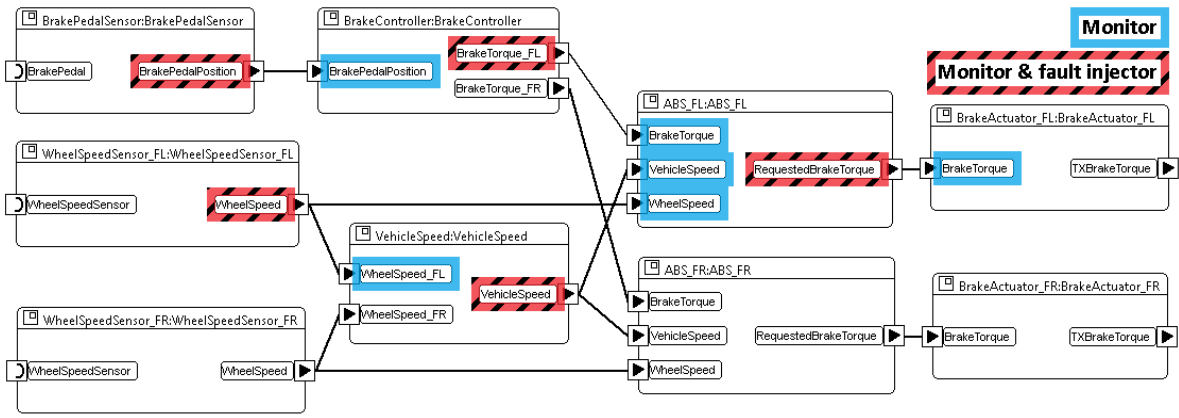 BrakePedalSensor:BrakePedalSensor
BrakePedal
BrakePedalPosition
BrakeController:BrakeController
BrakePedalPosition
BrakeTorque_FL
BrakeTorque_FR
Monitor
Monitor & fault injector
WheelSpeedSensor_FL:WheelSpeedSensor_FL
WheelSpeedSensor
WheelSpeed
ABS_FL:ABS_FL
BrakeTorque
VehicleSpeed
WheelSpeed
RequestedBrakeTorque
BrakeActuator_FL:BrakeActuator_FL
BrakeTorque
TXBrakeTorque
VehicleSpeed:VehicleSpeed
WheelSpeed_FL
WheelSpeed_FR
VehicleSpeed
WheelSpeedSensor_FR:WheelSpeedSensor_FR
WheelSpeedSensor
WheelSpeed
ABS_FR:ABS_FR
BrakeTorque
VehicleSpeed
WheelSpeed
RequestedBrakeTorque
BrakeActuator_FR:BrakeActuator_FR
BrakeTorque
TXBrakeTorque